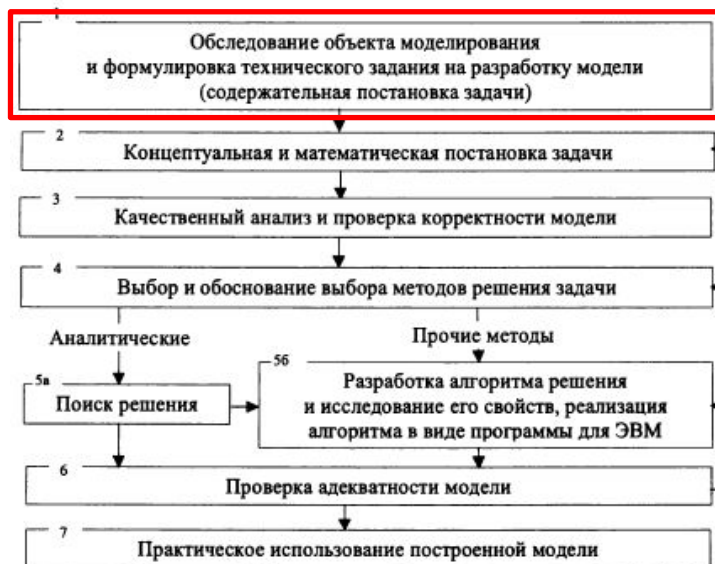 1
Обследование объекта моделирования
и формулировка технического задания на разработку модели
(содержательная постановка задачи)
2
Концептуальная и математическая постановка задачи
3
Качественный анализ и проверка корректности модели
4
Выбор и обоснование выбора методов решения задачи
Аналитические
Прочие методы
5а
Поиск решения
5б
Разработка алгоритма решения
и исследование его свойств, реализация
алгоритма в виде программы для ЭВМ
6
Проверка адекватности модели
7
Практическое использование построенной модели